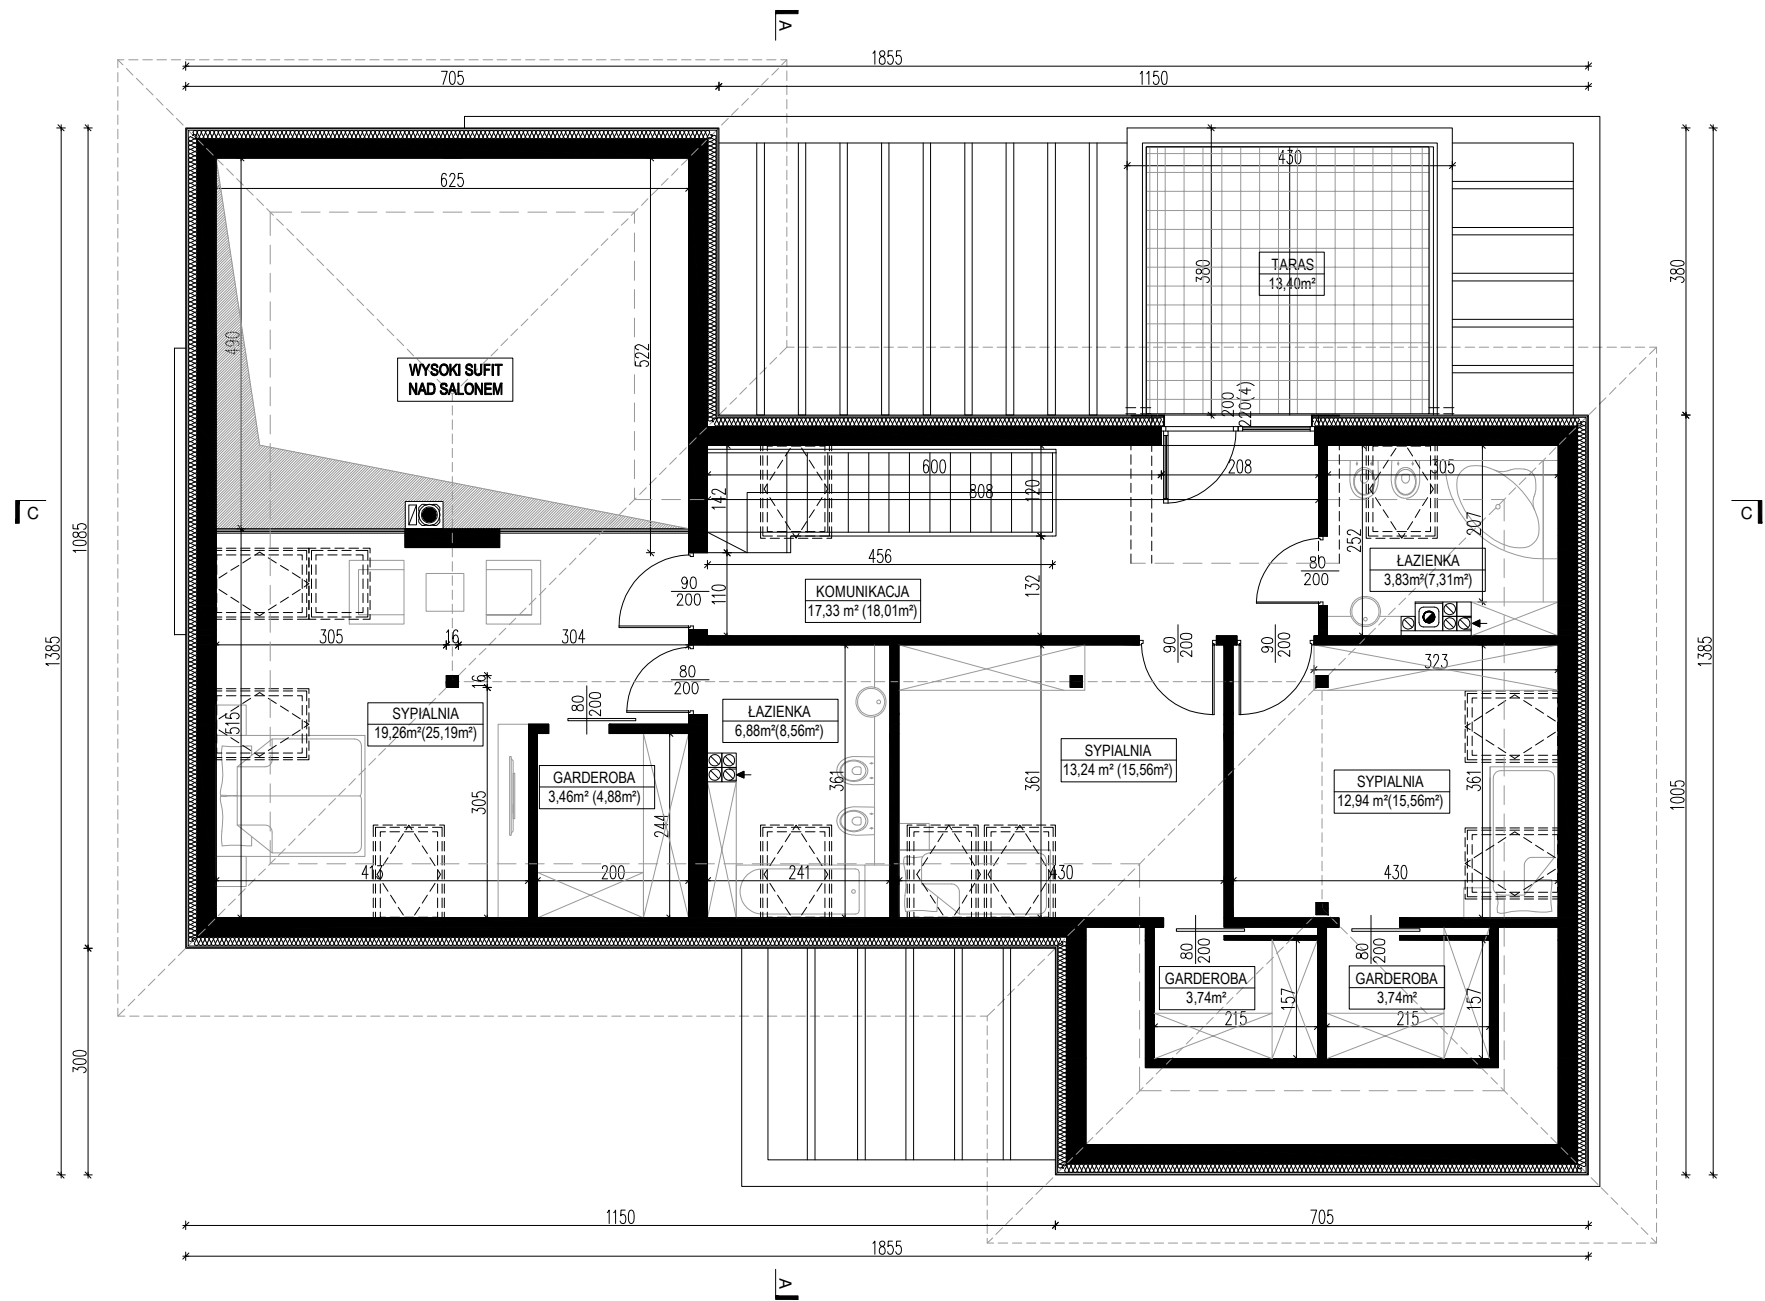 A
1855
705
1150
625
430
490
522
380
TARAS
13,40m²
WYSOKI SUFIT
NAD SALONEM
380
1085
1385
300
C
C
200
220(4)
600
208
305
142
808
120
207
252
456
132
110
90
200
80
200
KOMUNIKACJA
17,33 m² (18,01m²)
ŁAZIENKA
3,83m²(7,31m²)
305
16
304
90
200
90
200
323
80
200
16
80
200
SYPIALNIA
19,26m²(25,19m²)
515
ŁAZIENKA
6,88m²(8,56m²)
SYPIALNIA
13,24 m² (15,56m²)
SYPIALNIA
12,94 m²(15,56m²)
GARDEROBA
3,46m² (4,88m²)
305
244
361
361
361
1385
1005
413
200
241
430
430
80
200
80
200
GARDEROBA
3,74m²
GARDEROBA
3,74m²
157
157
215
215
1150
705
1855
A